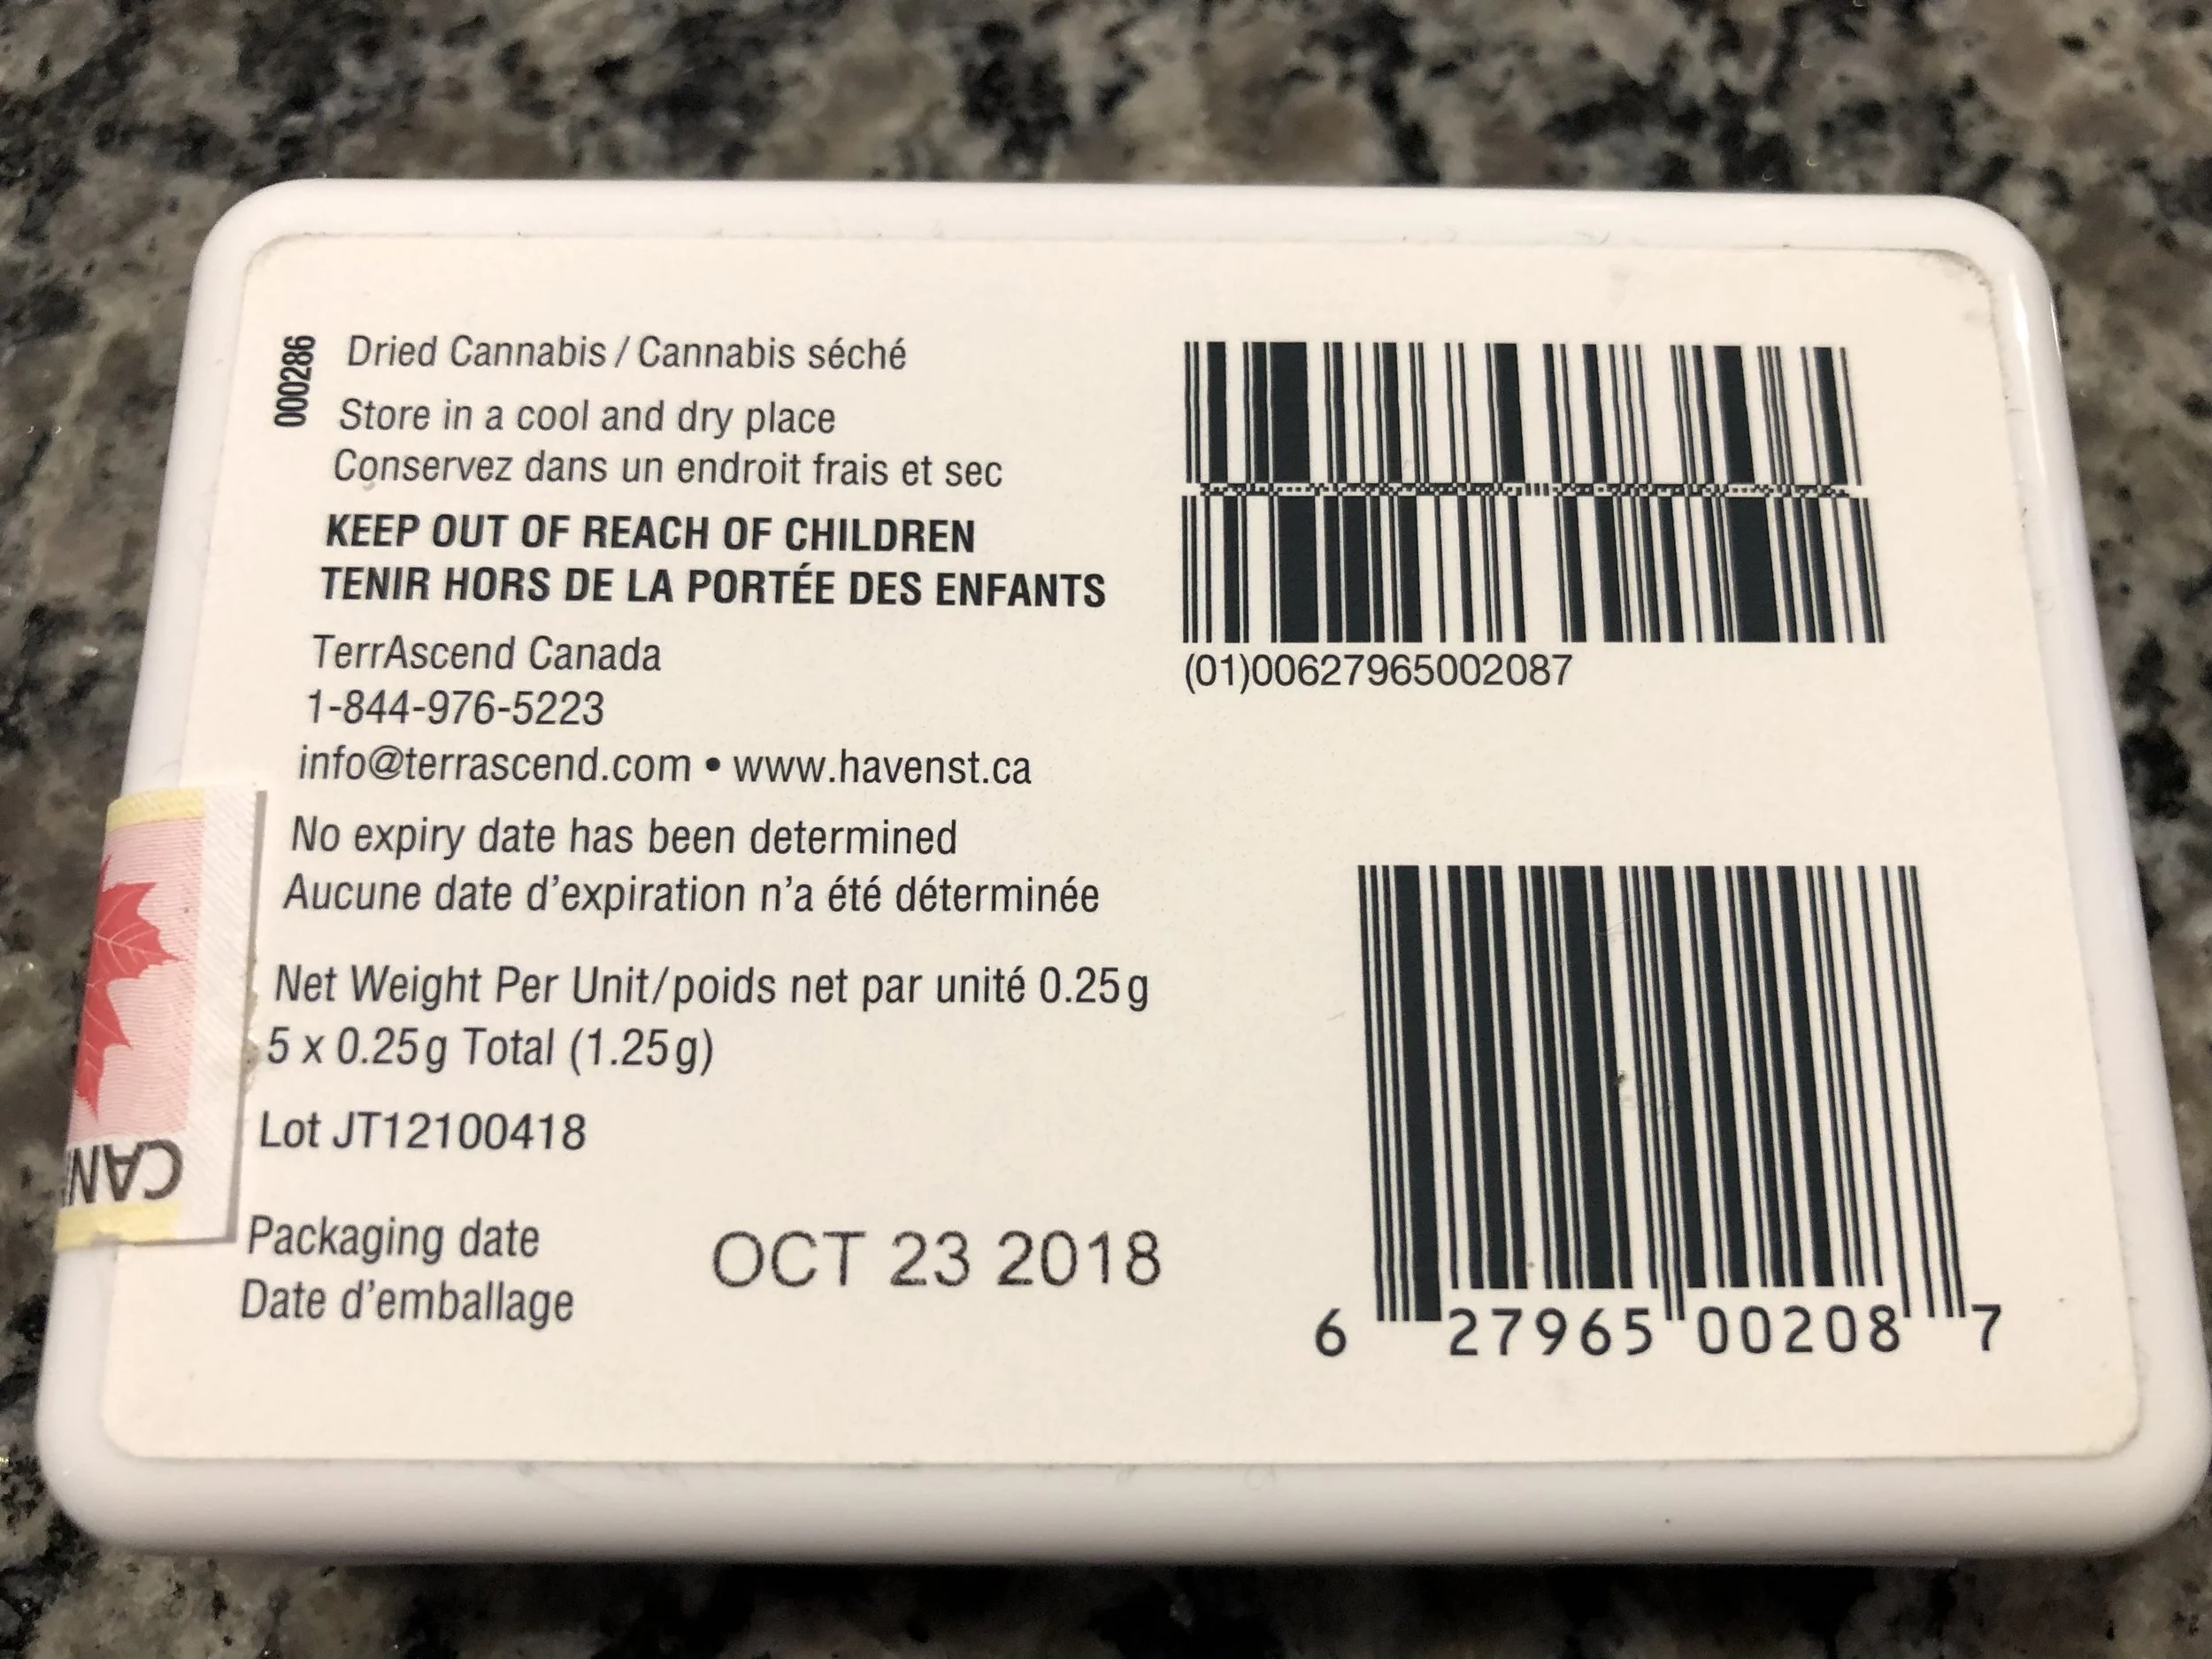 000286
Dried Cannabis / Cannabis séché
Store in a cool and dry place
Conservez dans un endroit frais et sec
KEEP OUT OF REACH OF CHILDREN
TENIR HORS DE LA PORTÉE DES ENFANTS
TerrAscend Canada
1-844-976-5223
info@terrascend.com • www.havenst.ca
No expiry date has been determined
Aucune date d'expiration n'a été déterminée
Net Weight Per Unit/poids net par unité 0.25g
5 x 0.25g Total (1.25g)
Lot JT12100418
Packaging date
Date d'emballage
OCT 23 2018
CAN
(01)00627965002087
6 27965 00208 7